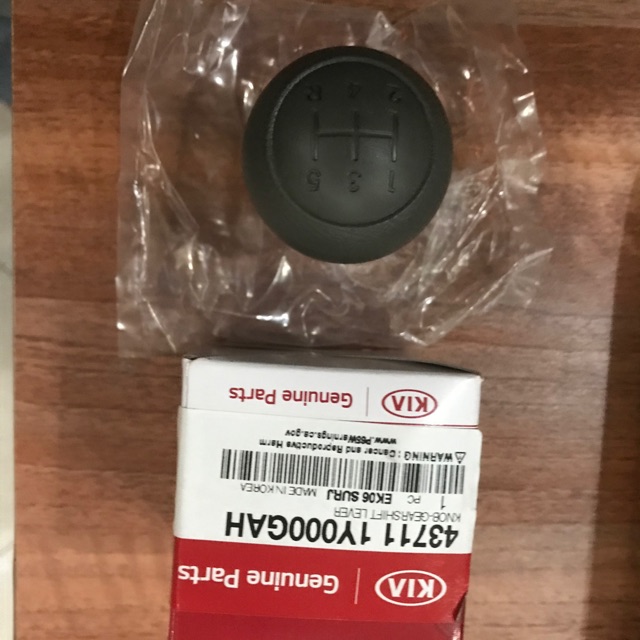 KIA Genuine Parts
43711 1Y000GAH
KNOB-GEARSHIFT LEVER
1 PC EK06 SURJ MADE IN KOREA
⚠ WARNING : Cancer and Reproductive Harm
www.P65Warnings.ca.gov
KIA Genuine Parts
1 3 5
2 4 R